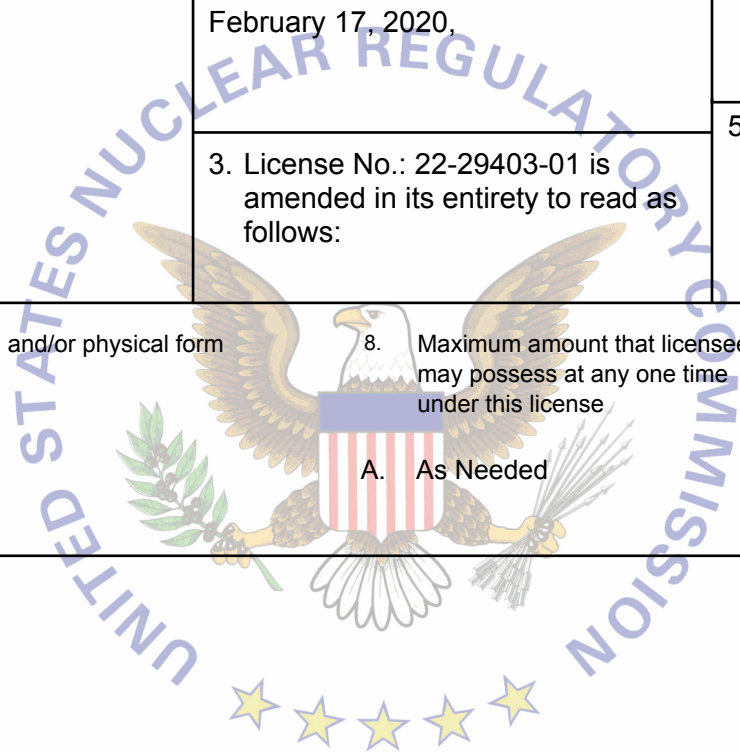 February 17, 2020,
5
3. License No.: 22-29403-01 is
amended in its entirety to read as
follows:
and/or physical form
8. Maximum amount that licensee
may possess at any one time
under this license
A. As Needed
UNITED STATES NUCLEAR REGULATORY COMMISSION